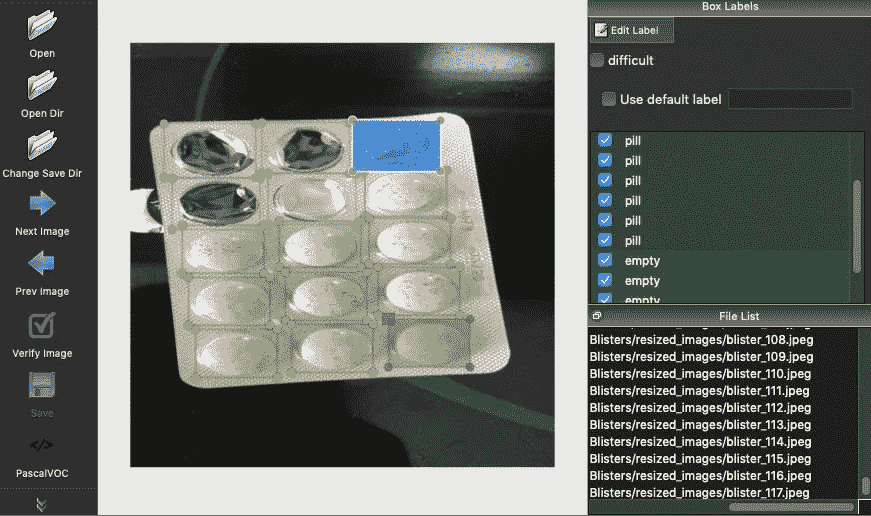 Open
Open Dir
Change Save Dir
Next Image
Prev Image
Verify Image
Save
</>
PascalVOC
Box Labels
Edit Label
difficult
Use default label
pill
pill
pill
pill
pill
pill
empty
empty
empty
File List
Blisters/resized_images/blister_108.jpeg
Blisters/resized_images/blister_109.jpeg
Blisters/resized_images/blister_110.jpeg
Blisters/resized_images/blister_111.jpeg
Blisters/resized_images/blister_112.jpeg
Blisters/resized_images/blister_113.jpeg
Blisters/resized_images/blister_114.jpeg
Blisters/resized_images/blister_115.jpeg
Blisters/resized_images/blister_116.jpeg
Blisters/resized_images/blister_117.jpeg